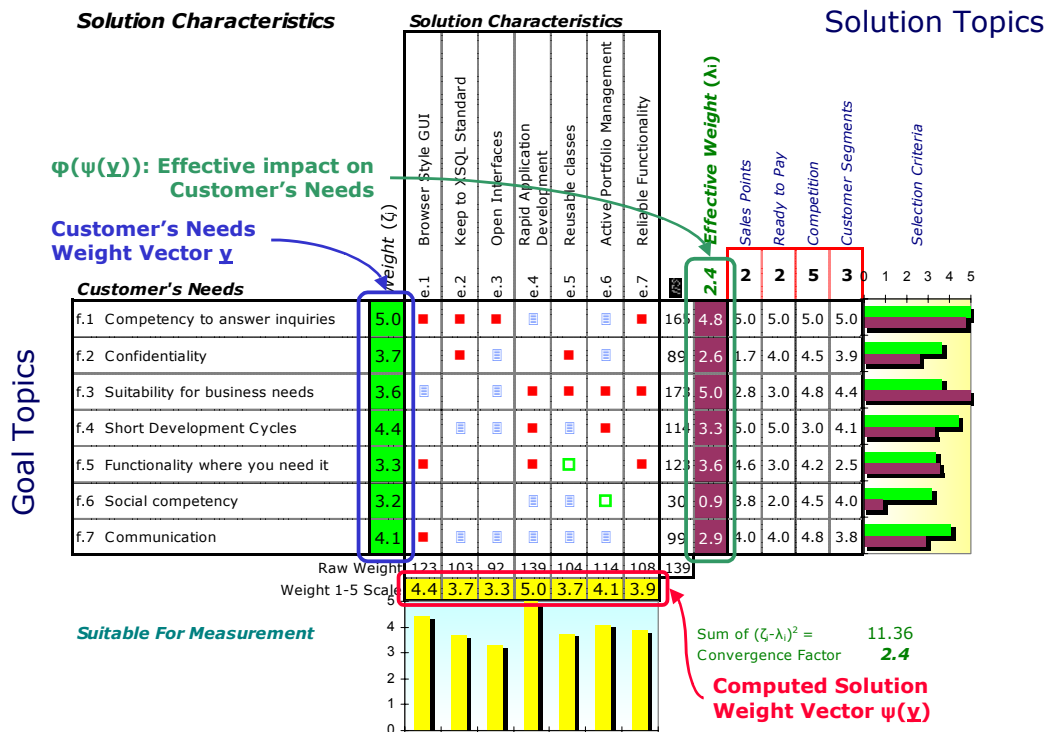 Solution Characteristics
Solution Characteristics
Solution Topics
Browser Style GUI
Keep to XSQL Standard
Open Interfaces
Rapid Application
Development
Reusable classes
Active Portfolio Management
Reliable Functionality
Effective Weight (λi)
Sales Points
Ready to Pay
Competition
Customer Segments
Selection Criteria
φ(ψ(y)): Effective impact on
Customer's Needs
Customer's Needs
Weight Vector y
Goal Topics
Customer's Needs e.1 e.2 e.3 e.4 e.5 e.6 e.7 2.4 2 2 5 3 0 1 2 3 4 5
f.1 Competency to answer inquiries 5.0 165 4.8 5.0 5.0 5.0 5.0
f.2 Confidentiality 3.7 89 2.6 1.7 4.0 4.5 3.9
f.3 Suitability for business needs 3.6 173 5.0 2.8 3.0 4.8 4.4
f.4 Short Development Cycles 4.4 114 3.3 5.0 5.0 3.0 4.1
f.5 Functionality where you need it 3.3 123 3.6 4.6 3.0 4.2 2.5
f.6 Social competency 3.2 30 0.9 3.8 2.0 4.5 4.0
f.7 Communication 4.1 99 2.9 4.0 4.0 4.8 3.8
Raw Weight 123 103 92 139 104 114 108 139
Weight 1-5 Scale 4.4 3.7 3.3 5.0 3.7 4.1 3.9
5
4
3
2
1
0
Suitable For Measurement
Sum of (ζi-λi)² = 11.36
Convergence Factor 2.4
Computed Solution
Weight Vector ψ(y)